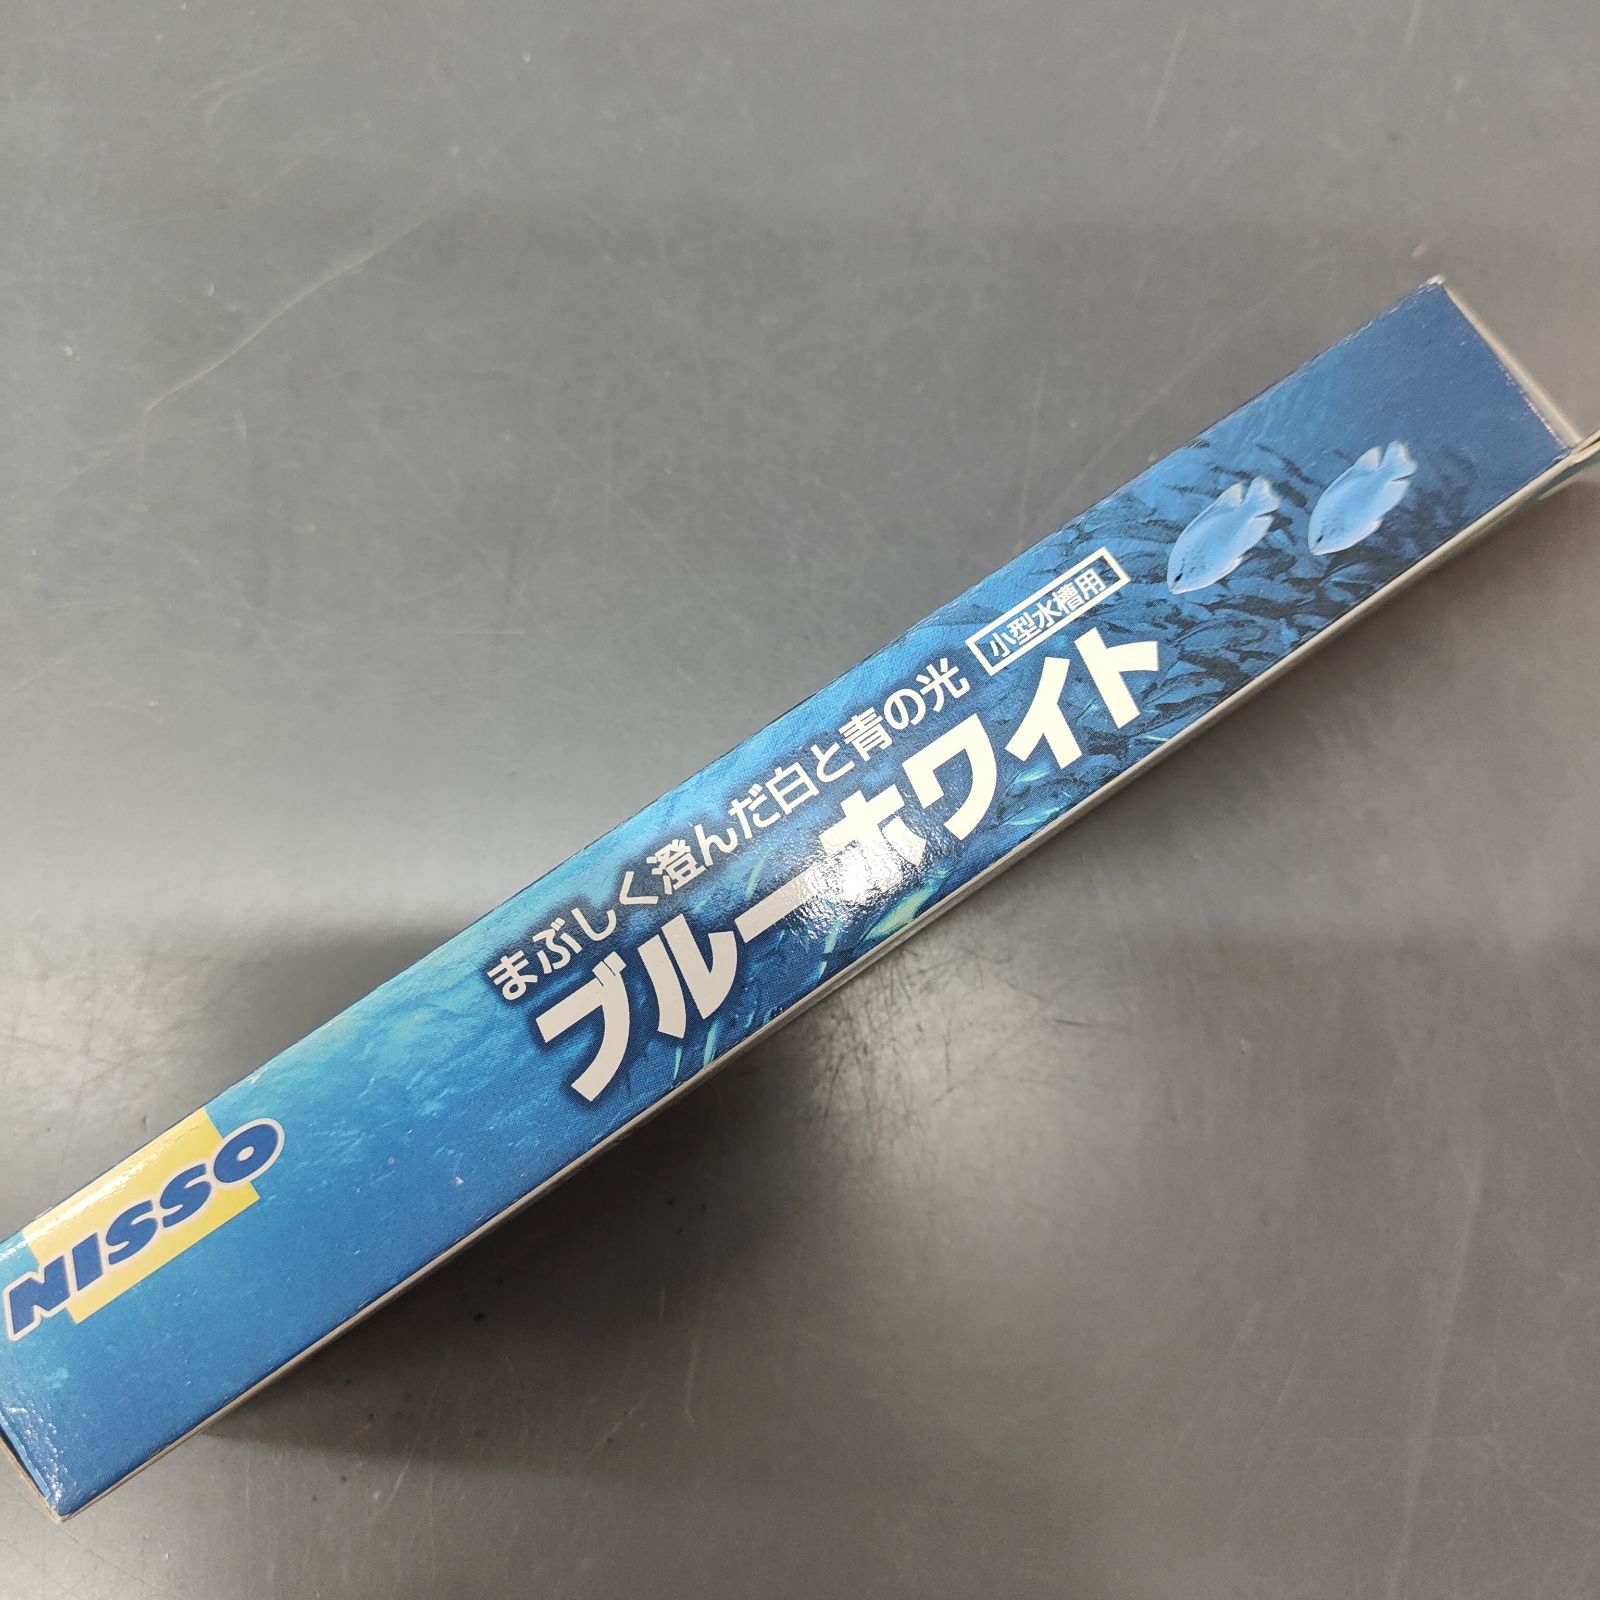 NISSO
まぶしく澄んだ白と青の光
小型水槽用
ブルーホワイト